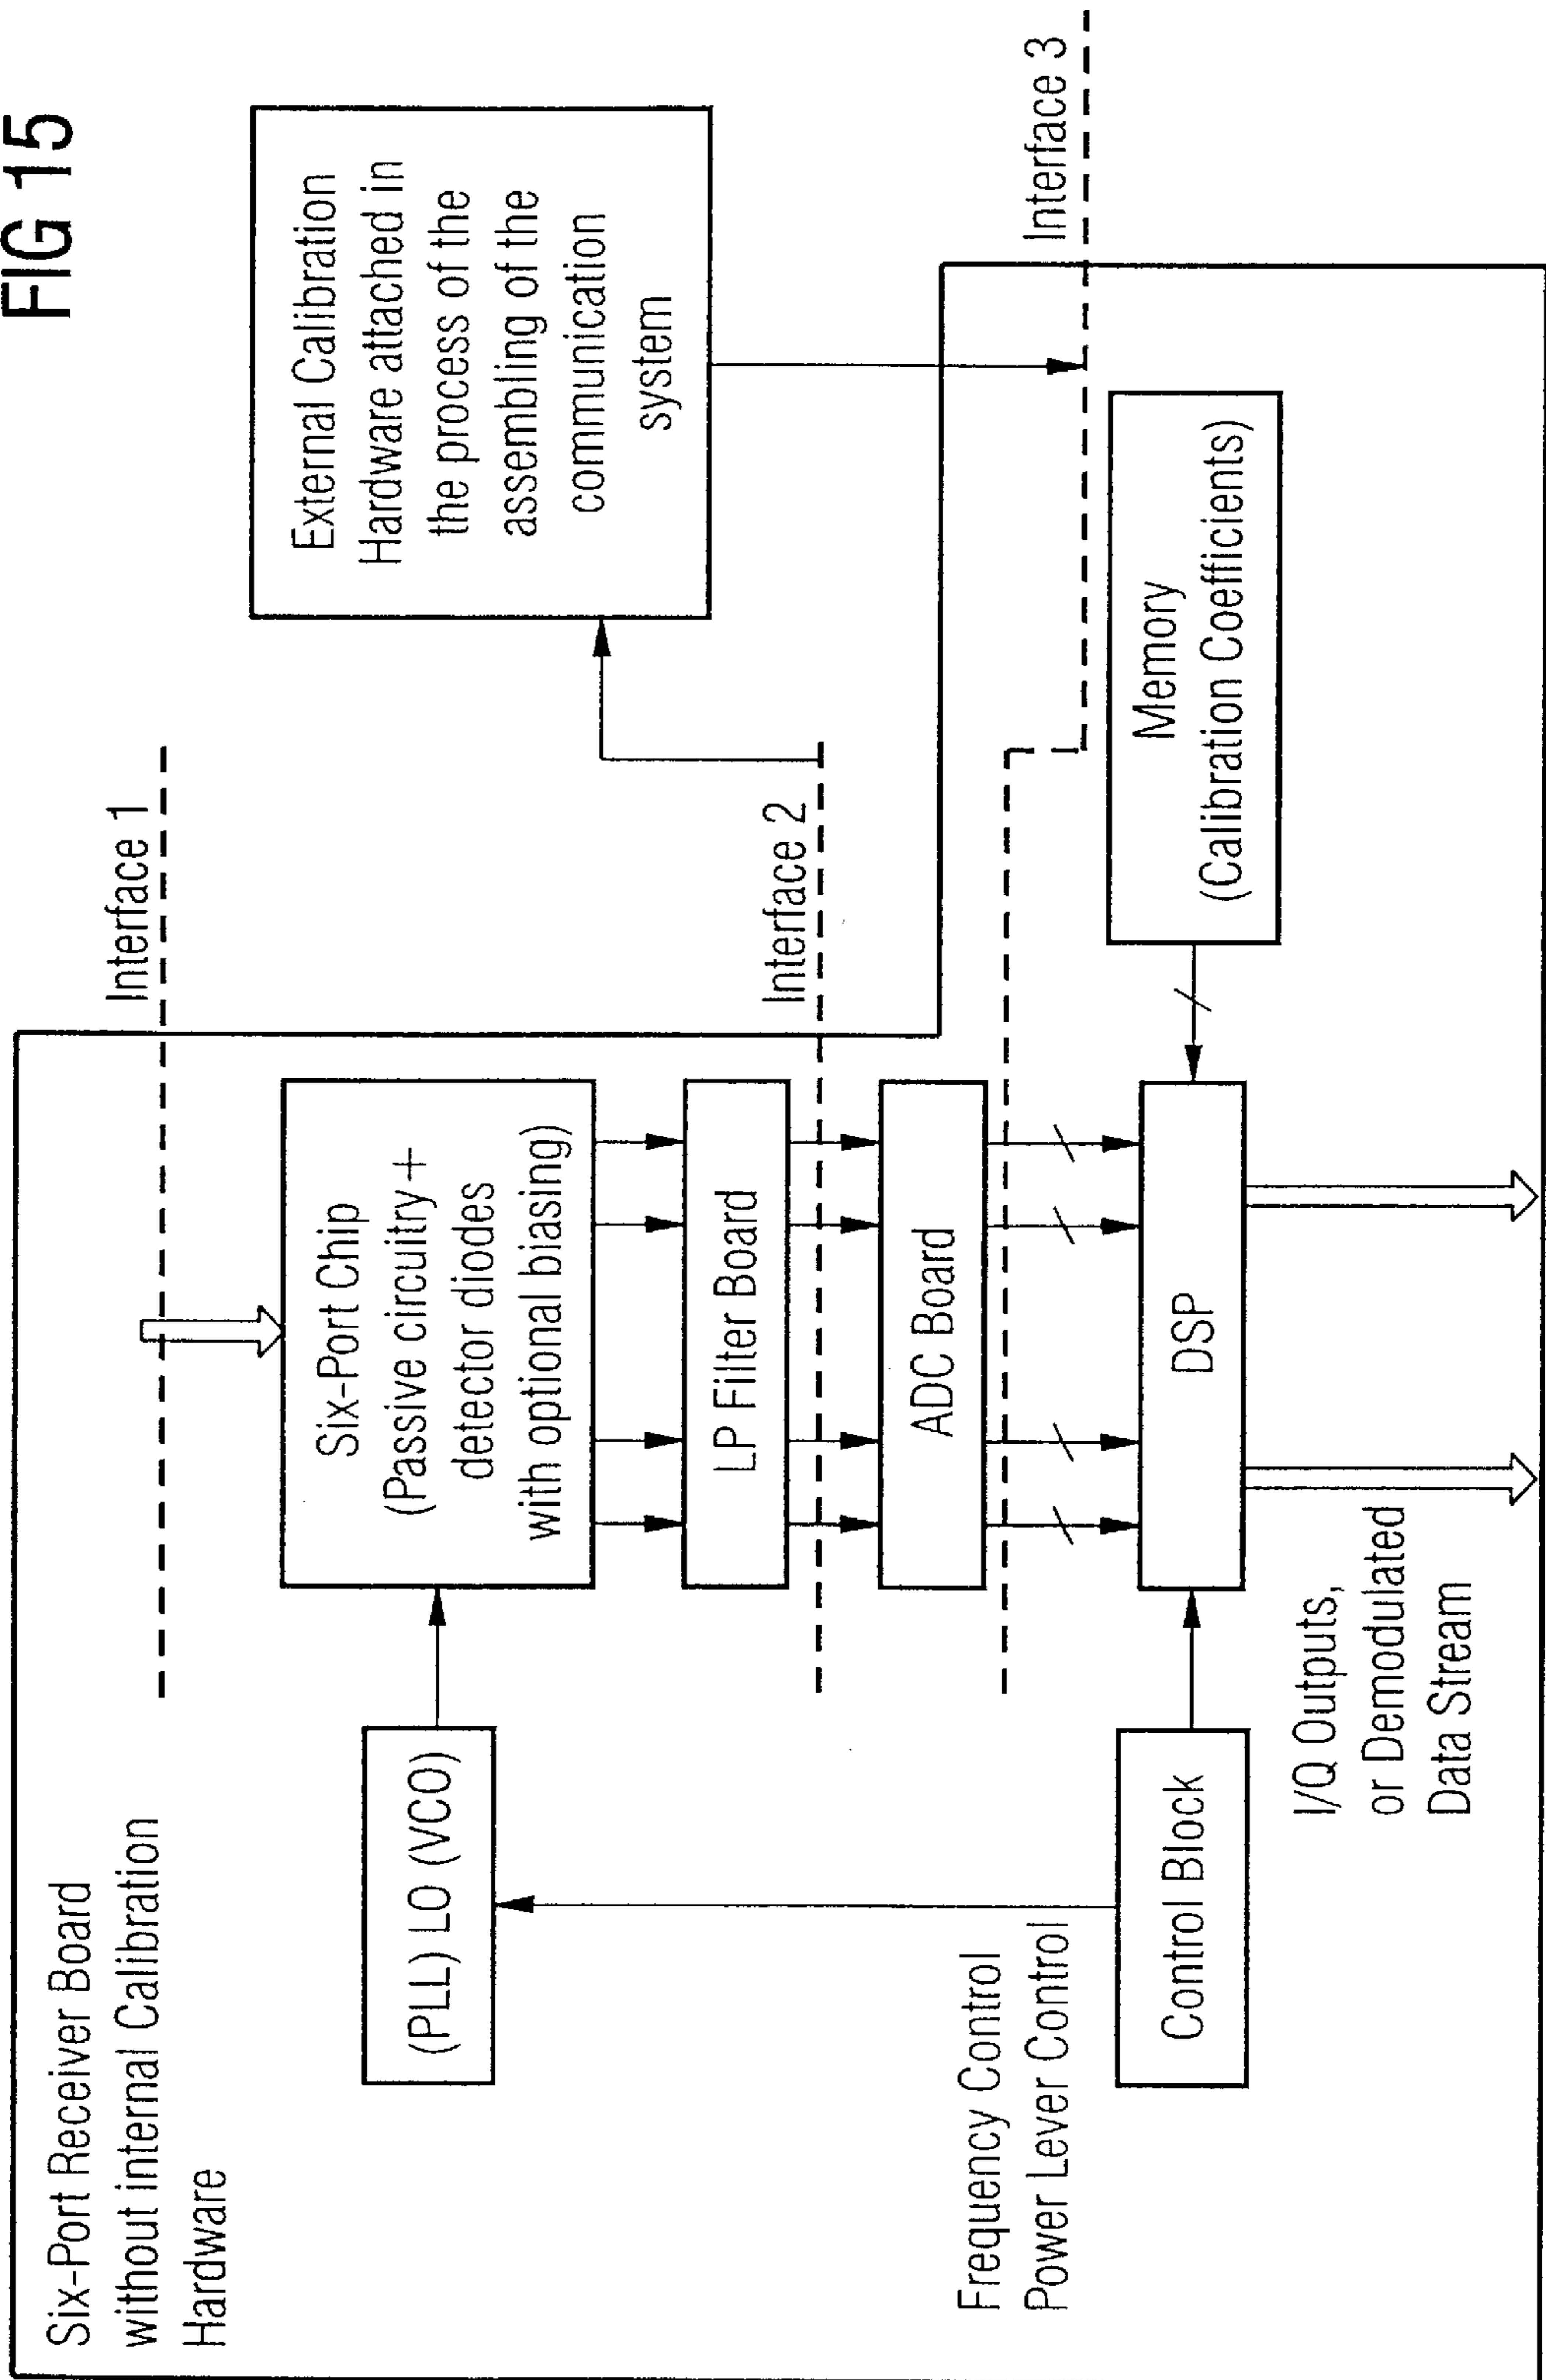 FIG 15
Six-Port Receiver Board
without internal Calibration
Hardware
Interface 1
External Calibration
Hardware attached in
the process of the
assembling of the
communication
system
Six-Port Chip
(Passive circuitry +
detector diodes
with optional biasing)
(PLL) LO (VCO)
LP Filter Board
Interface 2
ADC Board
Interface 3
Frequency Control
Power Lever Control
Control Block
DSP
Memory
(Calibration Coefficients)
I/Q Outputs,
or Demodulated
Data Stream